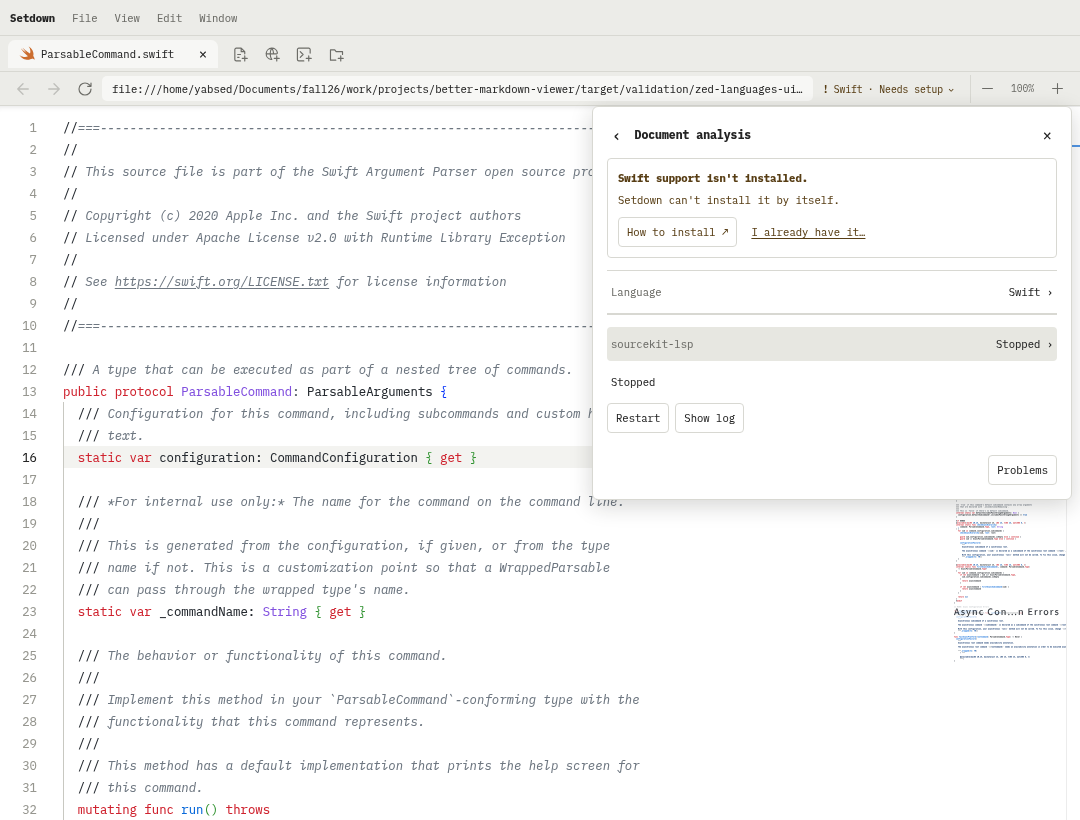 Setdown File View Edit Window
ParsableCommand.swift ×
file:///home/yabsed/Documents/fall26/work/projects/better-markdown-viewer/target/validation/zed-languages-ui… ! Swift · Needs setup 100%
‹ Document analysis ×
Swift support isn't installed.
Setdown can't install it by itself.
How to install ↗ I already have it…
Language Swift ›
sourcekit-lsp Stopped ›
Stopped
Restart Show log
Problems
1 //===-------------------------------------------------------------------
2 //
3 // This source file is part of the Swift Argument Parser open source pro
4 //
5 // Copyright (c) 2020 Apple Inc. and the Swift project authors
6 // Licensed under Apache License v2.0 with Runtime Library Exception
7 //
8 // See https://swift.org/LICENSE.txt for license information
9 //
10 //===-------------------------------------------------------------------
11
12 /// A type that can be executed as part of a nested tree of commands.
13 public protocol ParsableCommand: ParsableArguments {
14 /// Configuration for this command, including subcommands and custom h
15 /// text.
16 static var configuration: CommandConfiguration { get }
17
18 /// *For internal use only:* The name for the command on the command line.
19 ///
20 /// This is generated from the configuration, if given, or from the type
21 /// name if not. This is a customization point so that a WrappedParsable
22 /// can pass through the wrapped type's name.
23 static var _commandName: String { get }
24
25 /// The behavior or functionality of this command.
26 ///
27 /// Implement this method in your `ParsableCommand`-conforming type with the
28 /// functionality that this command represents.
29 ///
30 /// This method has a default implementation that prints the help screen for
31 /// this command.
32 mutating func run() throws
Async Con...n Errors